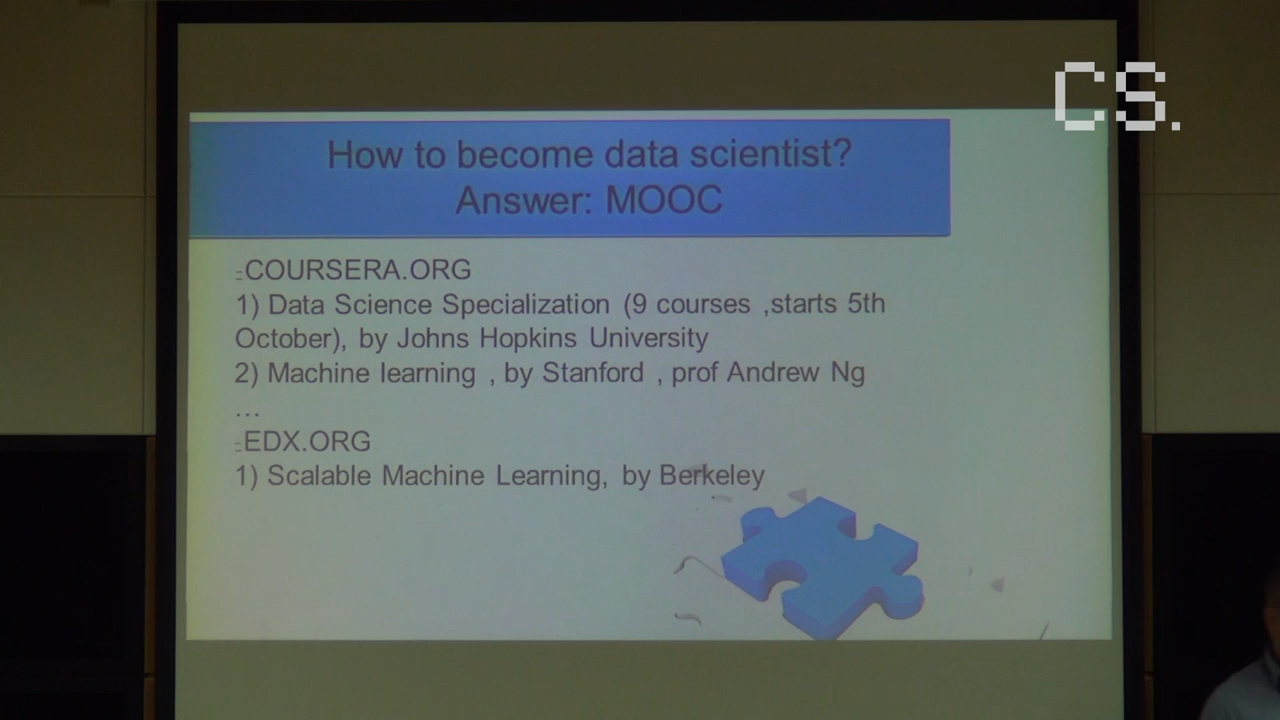 CS.
How to become data scientist?
Answer: MOOC
-COURSERA.ORG
1) Data Science Specialization (9 courses ,starts 5th
October), by Johns Hopkins University
2) Machine learning , by Stanford , prof Andrew Ng
...
-EDX.ORG
1) Scalable Machine Learning, by Berkeley